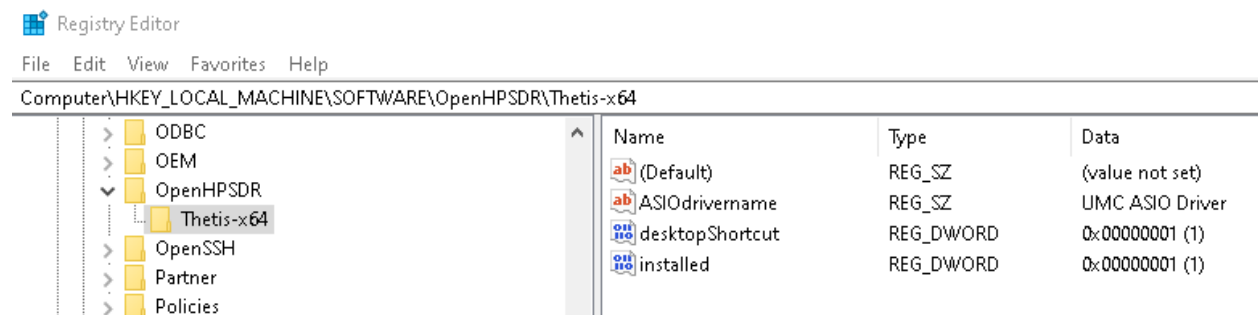 Registry Editor
File Edit View Favorites Help
Computer\HKEY_LOCAL_MACHINE\SOFTWARE\OpenHPSDR\Thetis-x64
ODBC
OEM
OpenHPSDR
Thetis-x64
OpenSSH
Partner
Policies
Name Type Data
(Default) REG_SZ (value not set)
ASIOdrivername REG_SZ UMC ASIO Driver
desktopShortcut REG_DWORD 0x00000001 (1)
installed REG_DWORD 0x00000001 (1)